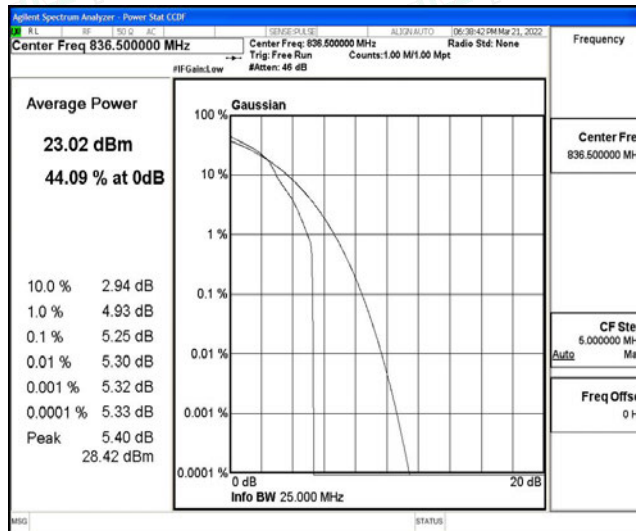 Agilent Spectrum Analyzer - Power Stat CCDF
RL RF 50 Ω AC SENSE:PULSE ALIGN AUTO 06:38:42 PM Mar 21, 2022
Center Freq 836.500000 MHz
Center Freq: 836.500000 MHz Radio Std: None
Trig: Free Run Counts:1.00 M/1.00 Mpt
#IFGain:Low #Atten: 46 dB
Frequency
Average Power
23.02 dBm
44.09 % at 0dB
10.0 % 2.94 dB
1.0 % 4.93 dB
0.1 % 5.25 dB
0.01 % 5.30 dB
0.001 % 5.32 dB
0.0001 % 5.33 dB
Peak 5.40 dB
28.42 dBm
Gaussian
100 %
10 %
1 %
0.1 %
0.01 %
0.001 %
0.0001 %
0 dB 20 dB
Info BW 25.000 MHz
Center Fre
836.500000 MH
CF Ste
5.000000 MH
Auto Ma
Freq Offse
0 H
MSG STATUS